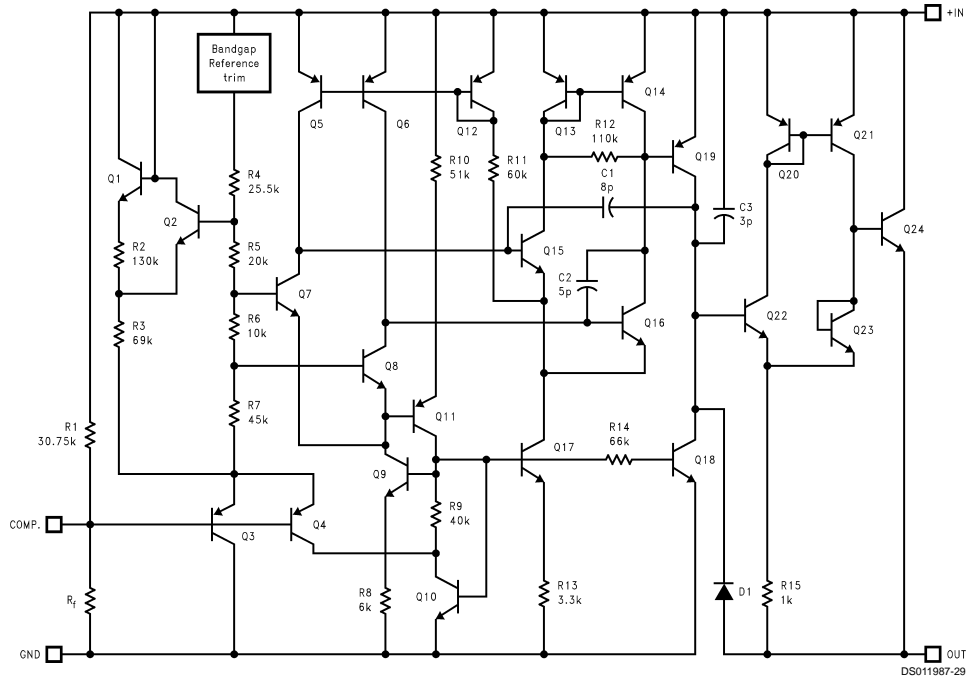 +IN
Bandgap
Reference
trim
Q5
Q6
Q12
Q13
Q14
R12
110k
Q19
Q20
Q21
R10
51k
R11
60k
C1
8p
C3
3p
Q1
R4
25.5k
Q2
Q24
R2
130k
R5
20k
Q15
C2
5p
Q7
Q16
Q22
Q23
R3
69k
R6
10k
Q8
R7
45k
Q11
R1
30.75k
R14
66k
Q17
Q18
Q9
R9
40k
COMP.
Q3
Q4
Rf
R8
6k
Q10
R13
3.3k
D1
R15
1k
GND
OUT
DS011987-29